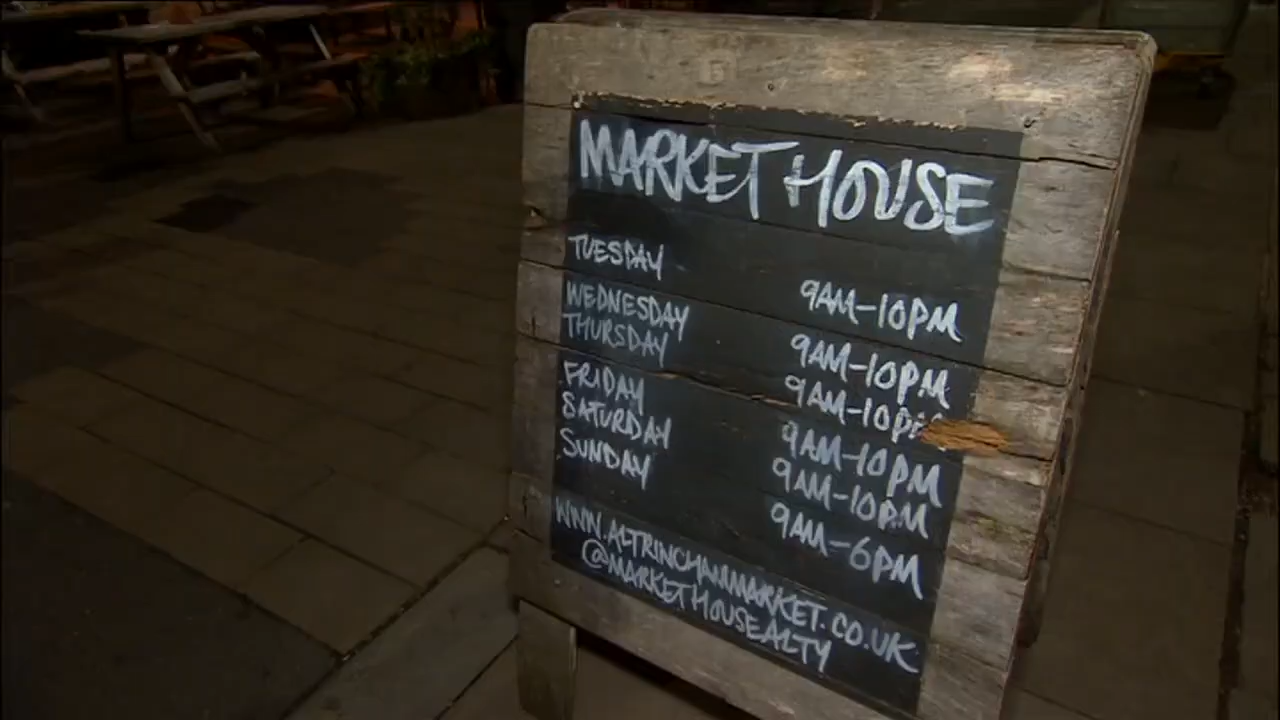 MARKET HOUSE
TUESDAY 9AM-10PM
WEDNESDAY 9AM-10PM
THURSDAY 9AM-10PM
FRIDAY 9AM-10PM
SATURDAY 9AM-10PM
SUNDAY 9AM-6PM
WWW.ALTRINCHAMMARKET.CO.UK
@MARKETHOUSEALTY